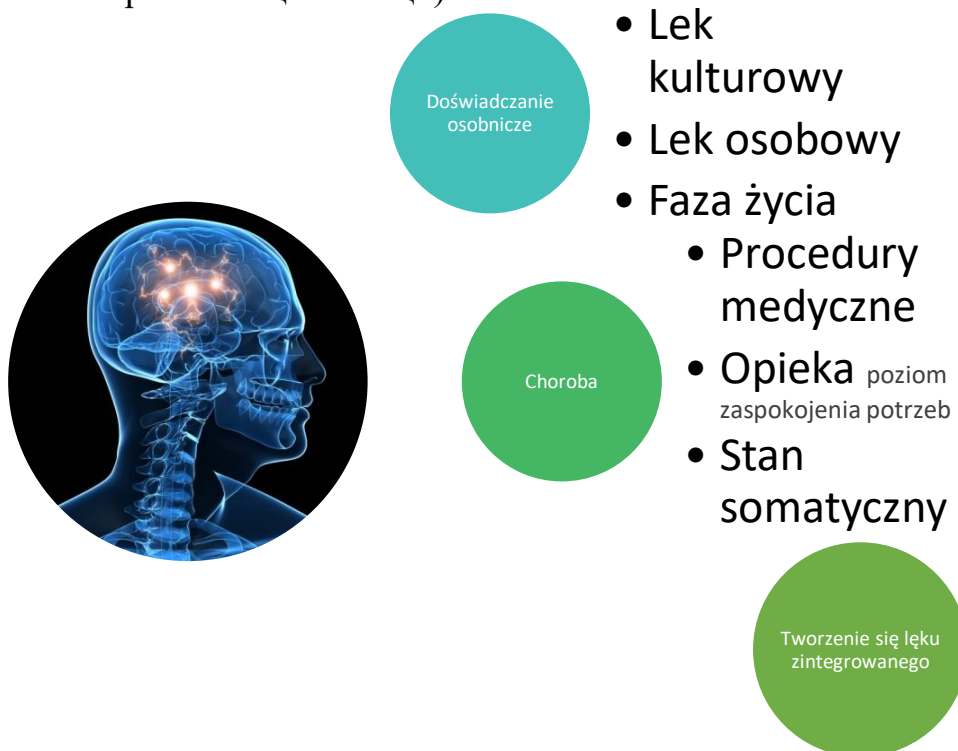 Doświadczanie
osobnicze
• Lek
kulturowy
• Lek osobowy
• Faza życia
Choroba
• Procedury
medyczne
• Opieka poziom
zaspokojenia potrzeb
• Stan
somatyczny
Tworzenie się lęku
zintegrowanego